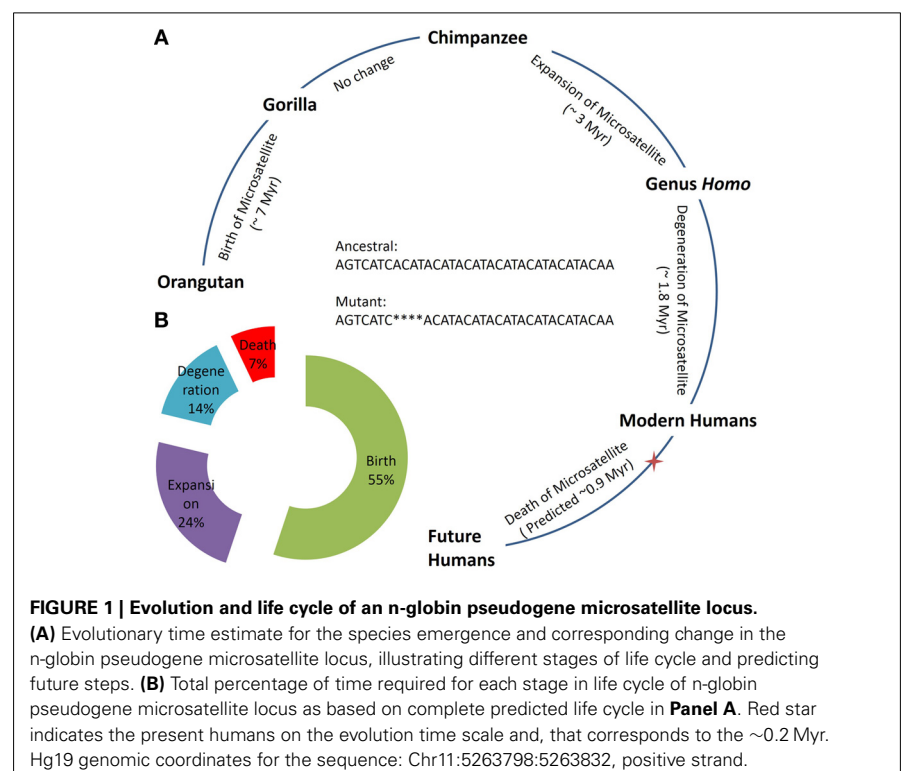 A
Chimpanzee
No change
Expansion of Microsatellite
(~ 3 Myr)
Gorilla
Birth of Microsatellite
(~ 7 Myr)
Genus Homo
Degeneration of Microsatellite
(~ 1.8 Myr)
Ancestral:
AGTCATCACATACATACATACATACATACATACAA
Orangutan
Mutant:
AGTCATC****ACATACATACATACATACATACAA
B
Death
7%
Degene
ration
14%
Birth
55%
Expansi
on
24%
Modern Humans
Death of Microsatellite
( Predicted ~0.9 Myr)
Future
Humans
FIGURE 1 | Evolution and life cycle of an n-globin pseudogene microsatellite locus.
(A) Evolutionary time estimate for the species emergence and corresponding change in the
n-globin pseudogene microsatellite locus, illustrating different stages of life cycle and predicting
future steps. (B) Total percentage of time required for each stage in life cycle of n-globin
pseudogene microsatellite locus as based on complete predicted life cycle in Panel A. Red star
indicates the present humans on the evolution time scale and, that corresponds to the ∼0.2 Myr.
Hg19 genomic coordinates for the sequence: Chr11:5263798:5263832, positive strand.